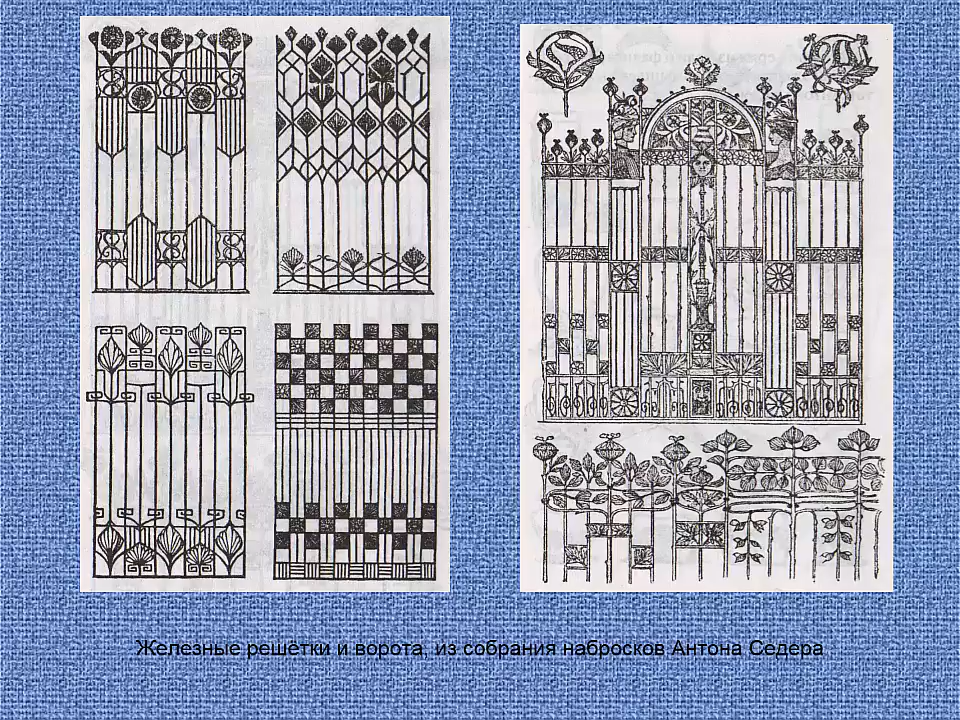 Железные решётки и ворота, из собрания набросков Антона Седера